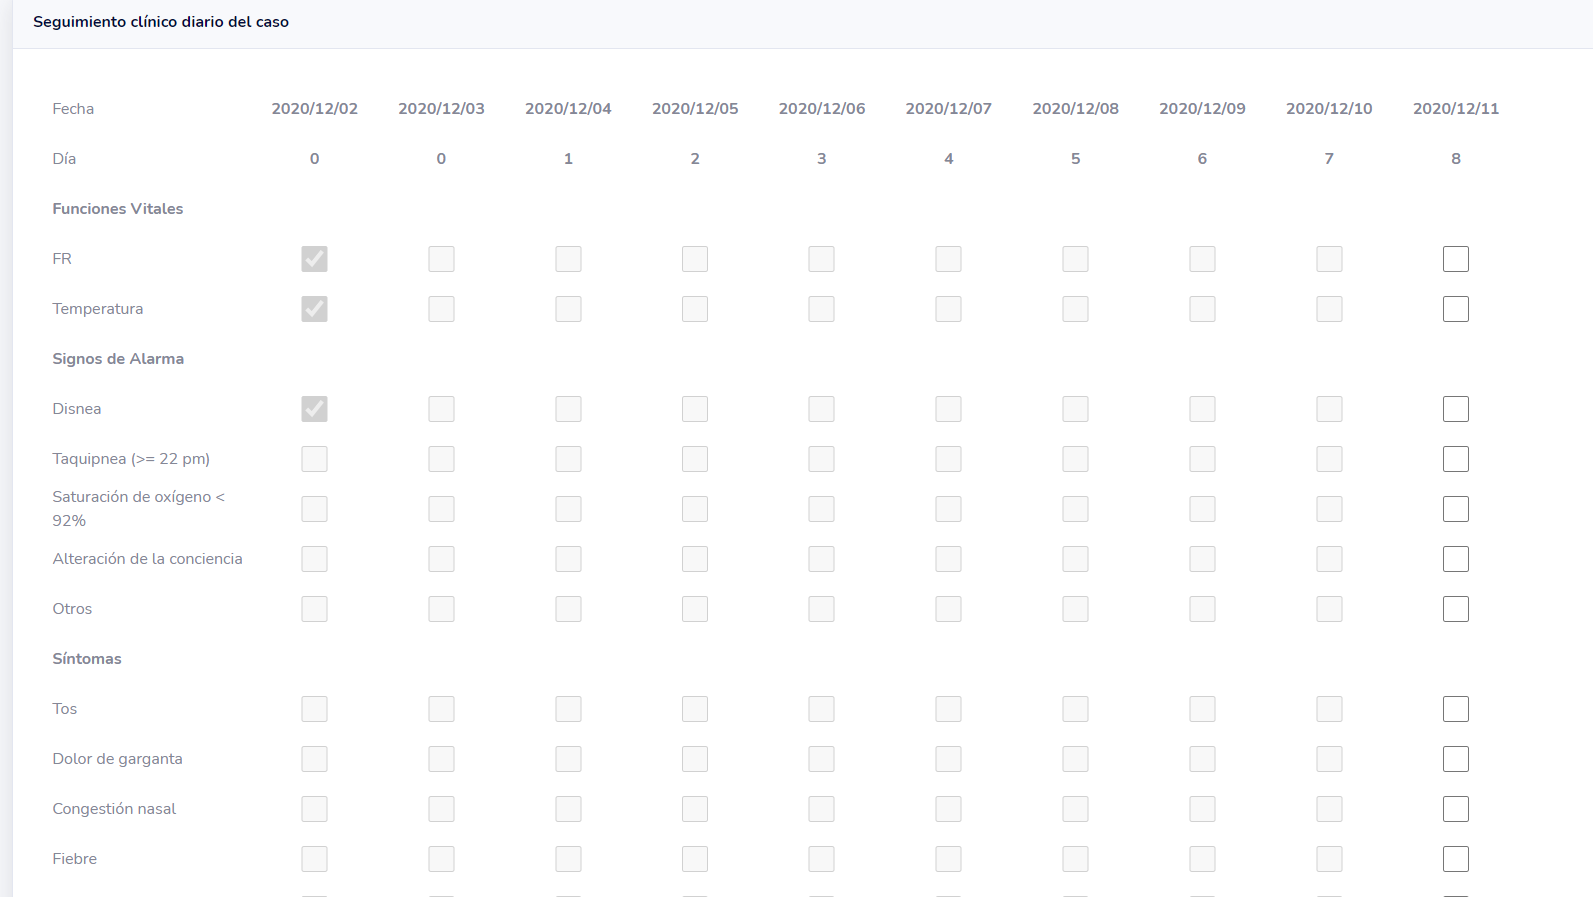 Seguimiento clínico diario del caso
Fecha 2020/12/02 2020/12/03 2020/12/04 2020/12/05 2020/12/06 2020/12/07 2020/12/08 2020/12/09 2020/12/10 2020/12/11
Día 0 0 1 2 3 4 5 6 7 8
Funciones Vitales
FR
Temperatura
Signos de Alarma
Disnea
Taquipnea (>= 22 pm)
Saturación de oxígeno <
92%
Alteración de la conciencia
Otros
Síntomas
Tos
Dolor de garganta
Congestión nasal
Fiebre